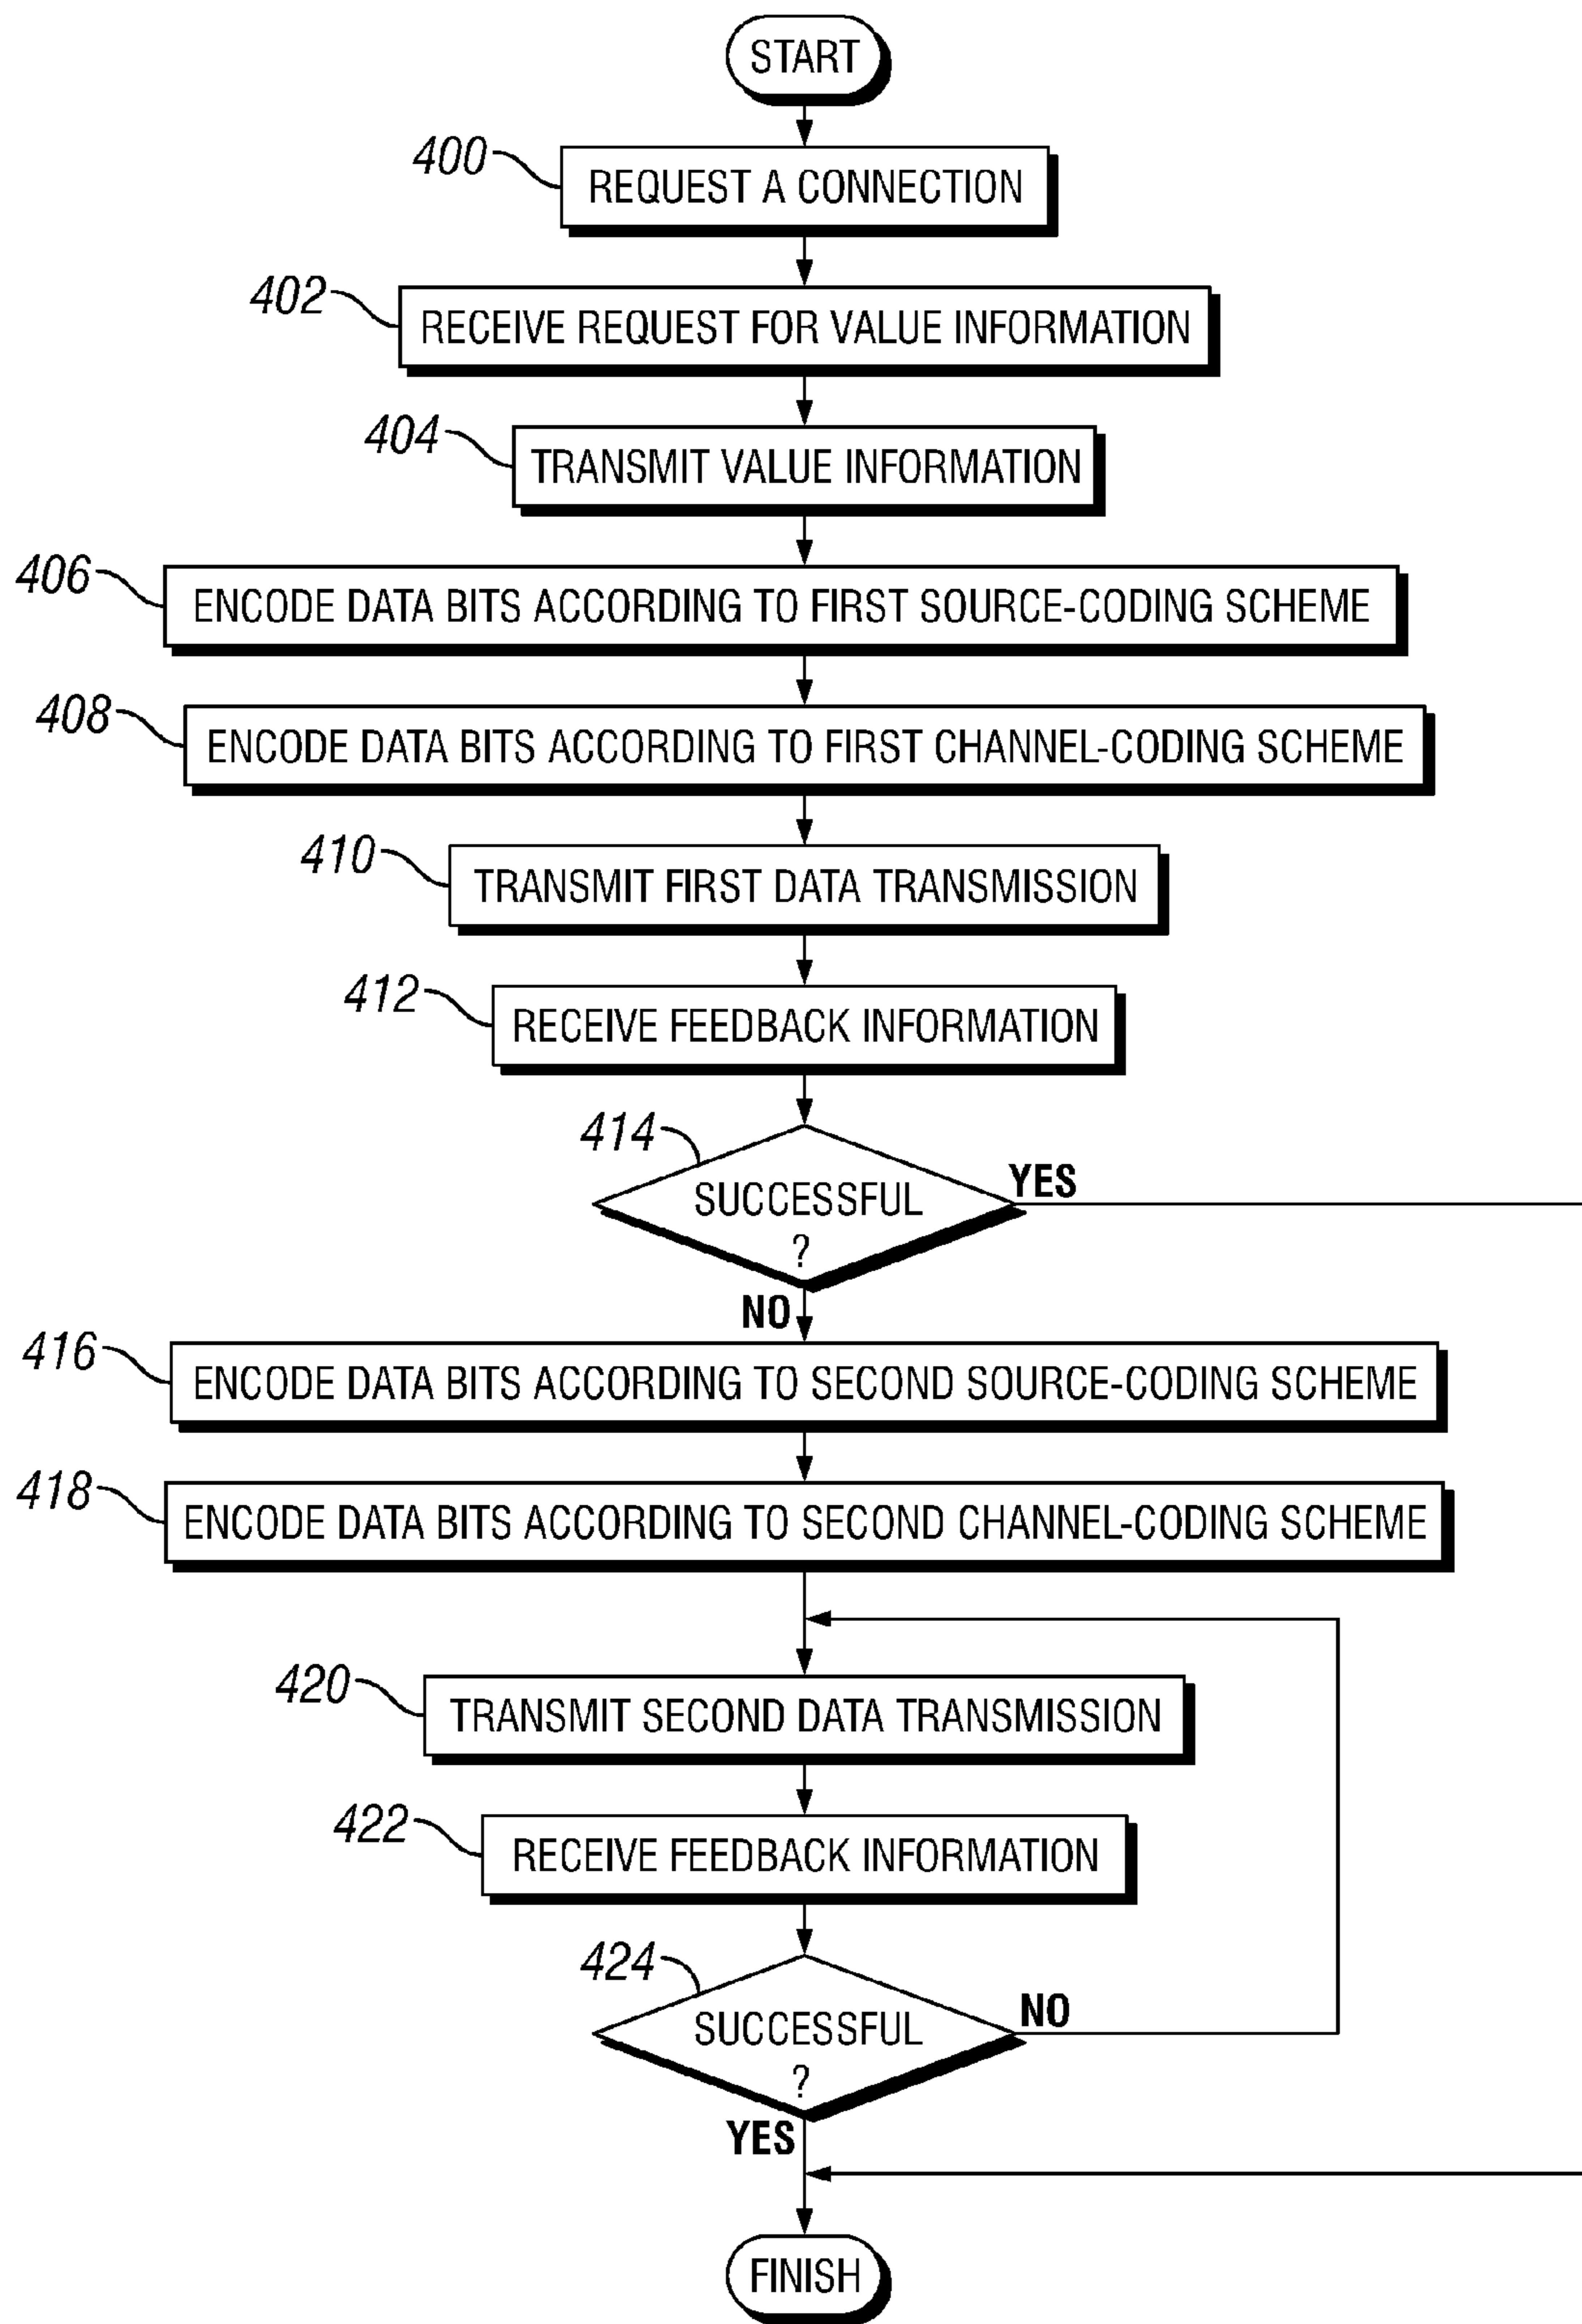 START
400
REQUEST A CONNECTION
402
RECEIVE REQUEST FOR VALUE INFORMATION
404
TRANSMIT VALUE INFORMATION
406
ENCODE DATA BITS ACCORDING TO FIRST SOURCE-CODING SCHEME
408
ENCODE DATA BITS ACCORDING TO FIRST CHANNEL-CODING SCHEME
410
TRANSMIT FIRST DATA TRANSMISSION
412
RECEIVE FEEDBACK INFORMATION
414
SUCCESSFUL
?
YES
NO
416
ENCODE DATA BITS ACCORDING TO SECOND SOURCE-CODING SCHEME
418
ENCODE DATA BITS ACCORDING TO SECOND CHANNEL-CODING SCHEME
420
TRANSMIT SECOND DATA TRANSMISSION
422
RECEIVE FEEDBACK INFORMATION
424
SUCCESSFUL
?
NO
YES
FINISH